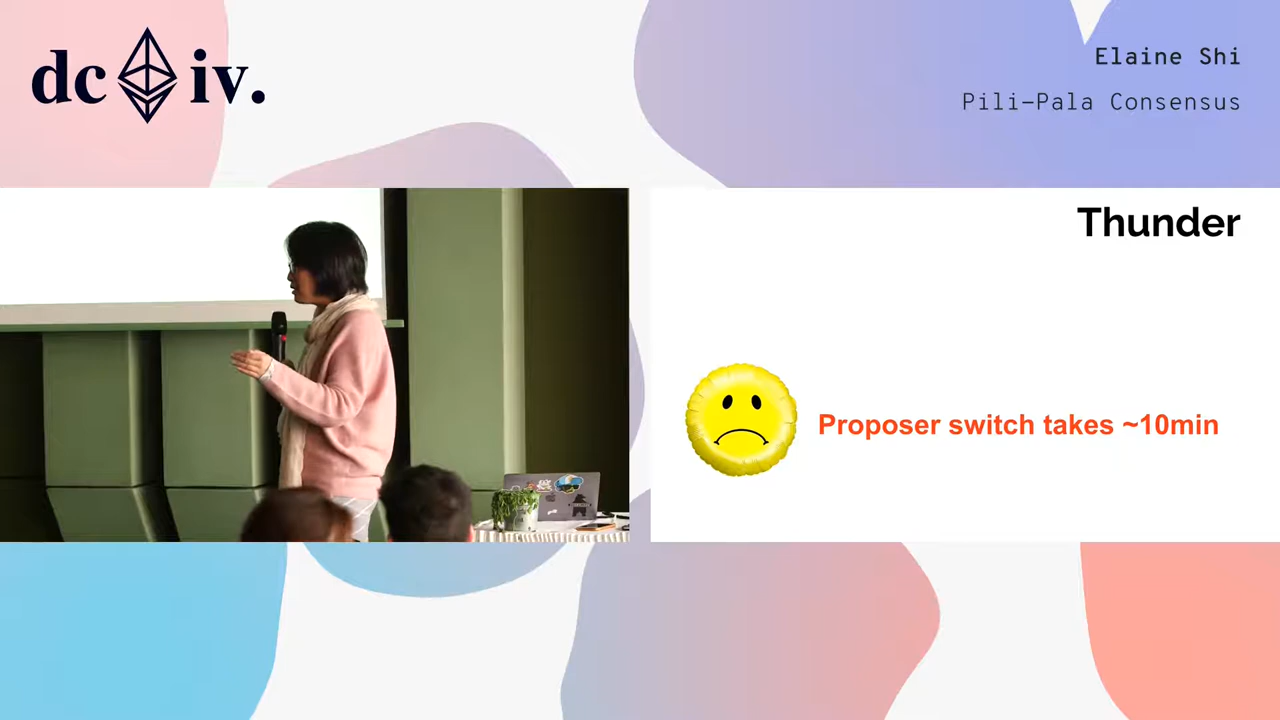 dc iv.
Elaine Shi
Pili-Pala Consensus
Thunder
Proposer switch takes ~10min